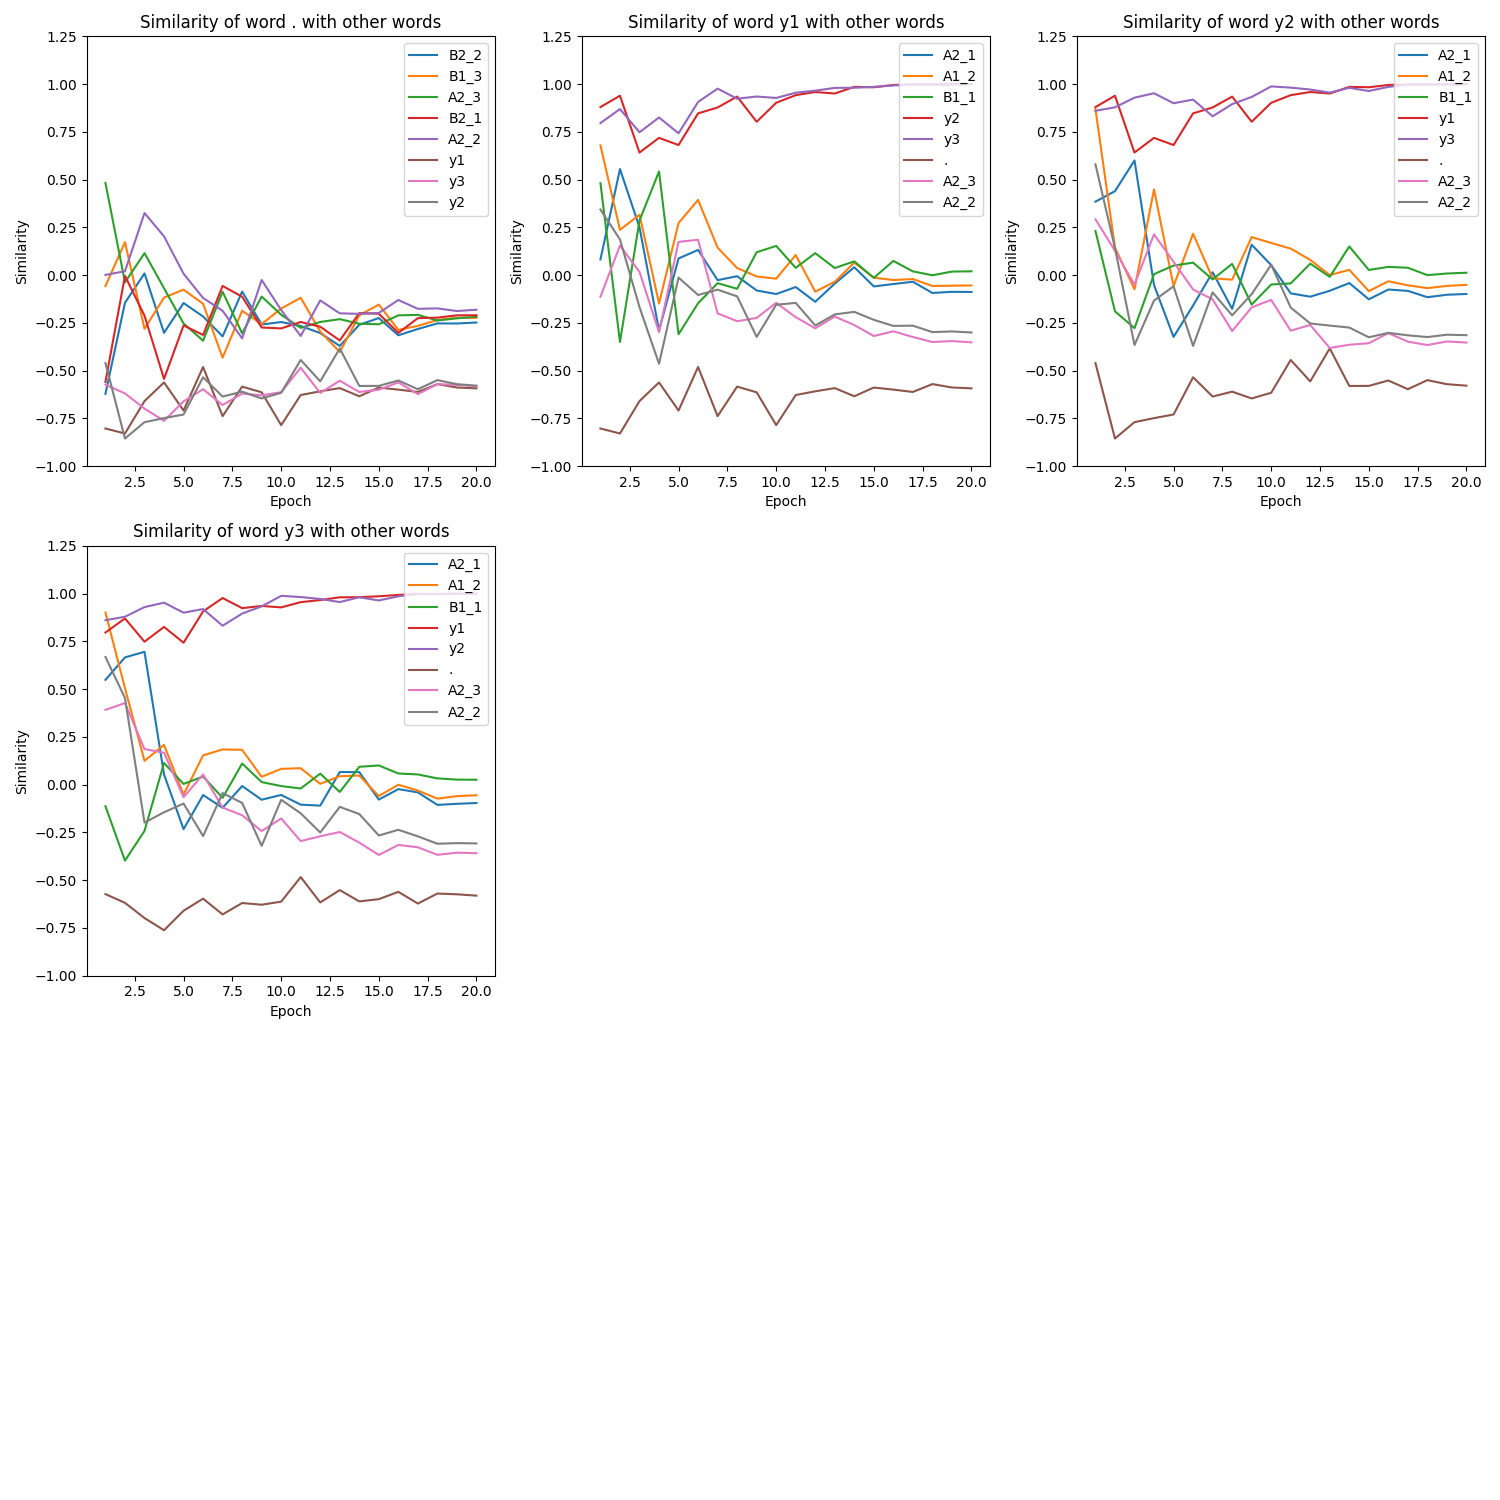 Similarity of word . with other words
1.25
1.00
0.75
0.50
0.25
0.00
−0.25
−0.50
−0.75
−1.00
Similarity
2.5 5.0 7.5 10.0 12.5 15.0 17.5 20.0
Epoch
B2_2
B1_3
A2_3
B2_1
A2_2
y1
y3
y2
Similarity of word y1 with other words
1.25
1.00
0.75
0.50
0.25
0.00
−0.25
−0.50
−0.75
−1.00
Similarity
2.5 5.0 7.5 10.0 12.5 15.0 17.5 20.0
Epoch
A2_1
A1_2
B1_1
y2
y3
.
A2_3
A2_2
Similarity of word y2 with other words
1.25
1.00
0.75
0.50
0.25
0.00
−0.25
−0.50
−0.75
−1.00
Similarity
2.5 5.0 7.5 10.0 12.5 15.0 17.5 20.0
Epoch
A2_1
A1_2
B1_1
y1
y3
.
A2_3
A2_2
Similarity of word y3 with other words
1.25
1.00
0.75
0.50
0.25
0.00
−0.25
−0.50
−0.75
−1.00
Similarity
2.5 5.0 7.5 10.0 12.5 15.0 17.5 20.0
Epoch
A2_1
A1_2
B1_1
y1
y2
.
A2_3
A2_2